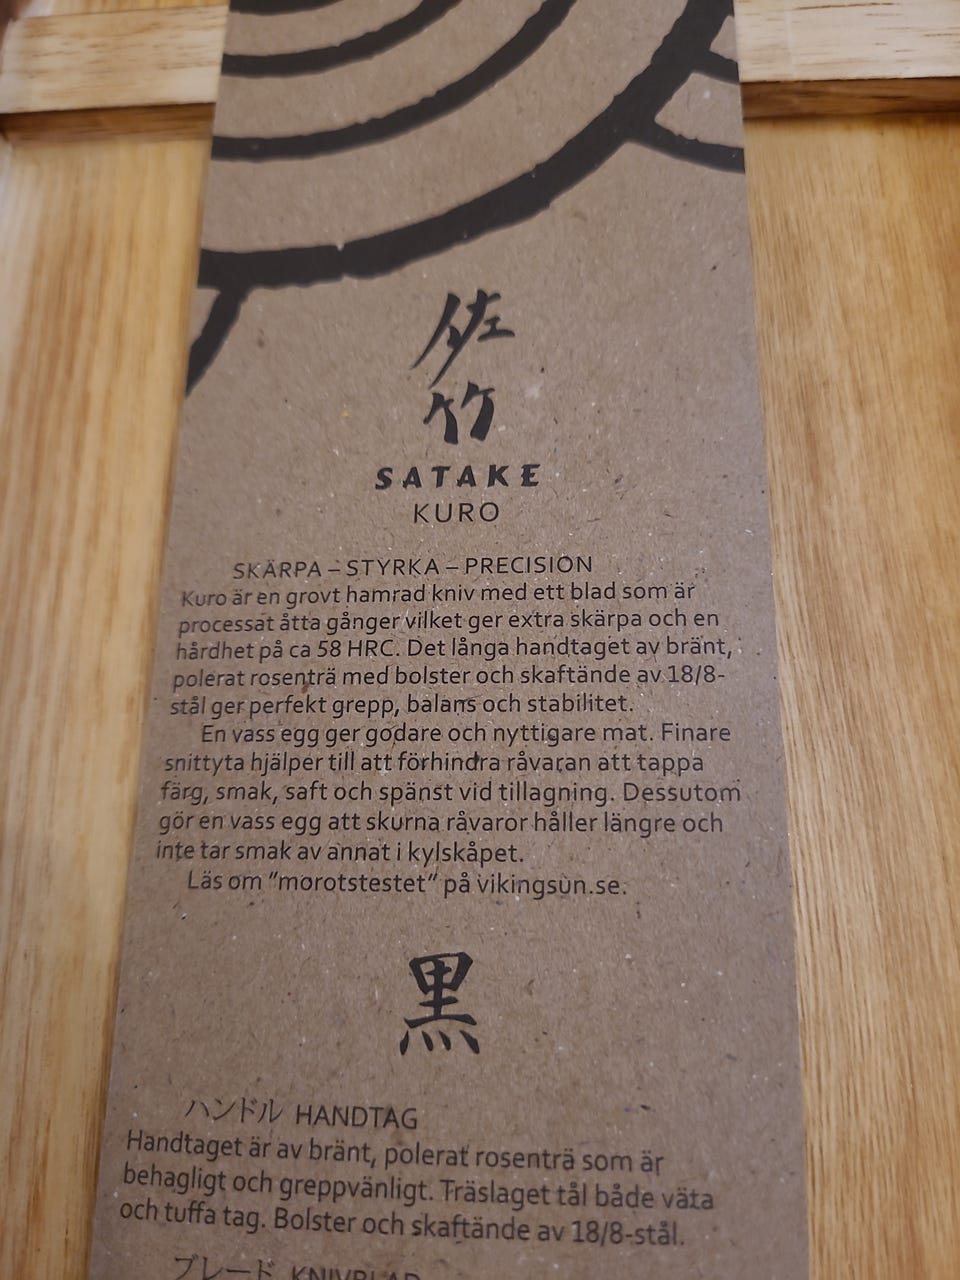 佐
竹
SATAKE
KURO
SKÄRPA – STYRKA – PRECISION
Kuro är en grovt hamrad kniv med ett blad som är
processat åtta gånger vilket ger extra skärpa och en
hårdhet på ca 58 HRC. Det långa handtaget av bränt,
polerat rosenträ med bolster och skaftände av 18/8-
stål ger perfekt grepp, balans och stabilitet.
En vass egg ger godare och nyttigare mat. Finare
snittyta hjälper till att förhindra råvaran att tappa
färg, smak, saft och spänst vid tillagning. Dessutom
gör en vass egg att skurna råvaror håller längre och
inte tar smak av annat i kylskåpet.
Läs om "morotstestet" på vikingsun.se.
黒
ハンドル HANDTAG
Handtaget är av bränt, polerat rosenträ som är
behagligt och greppvänligt. Träslaget tål både väta
och tuffa tag. Bolster och skaftände av 18/8-stål.
ブレード KNIVBLAD